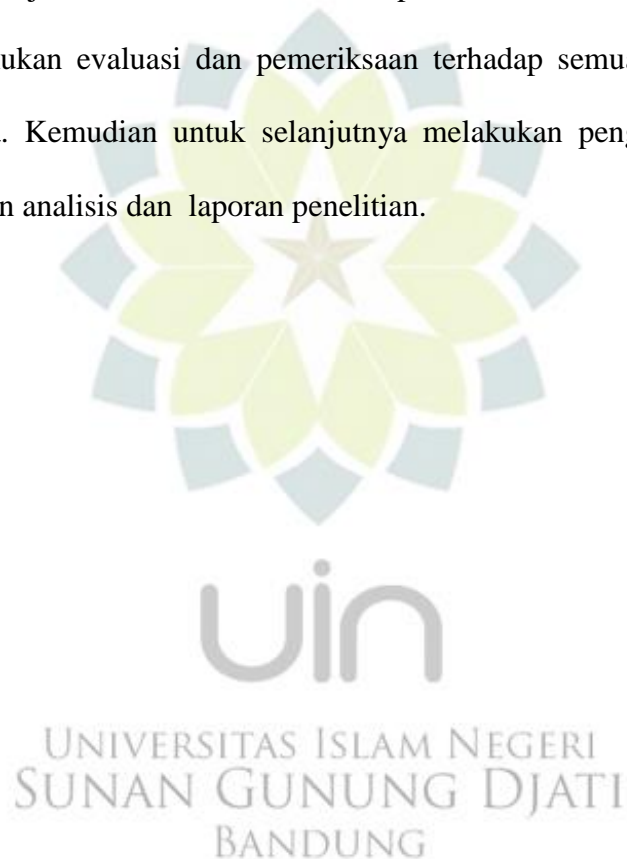 ukan evaluasi dan pemeriksaan terhadap semua
. Kemudian untuk selanjutnya melakukan peng
n analisis dan laporan penelitian.
uin
UNIVERSITAS ISLAM NEGERI
SUNAN GUNUNG DJATI
BANDUNG